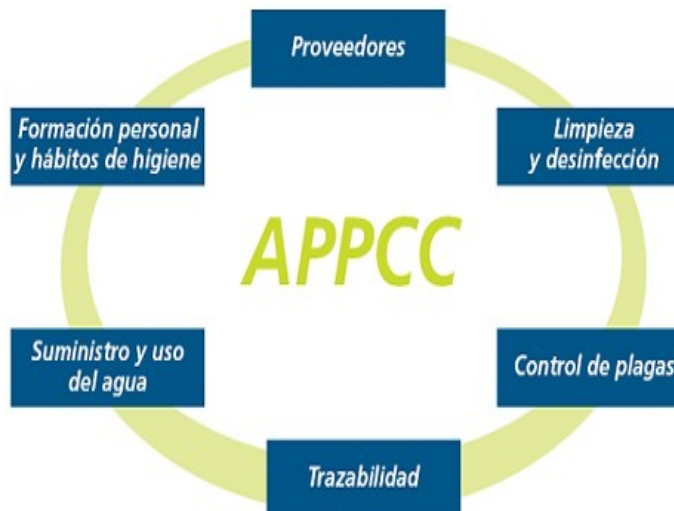 Proveedores
Formación personal
y hábitos de higiene
Limpieza
y desinfección
APPCC
Suministro y uso
del agua
Control de plagas
Trazabilidad